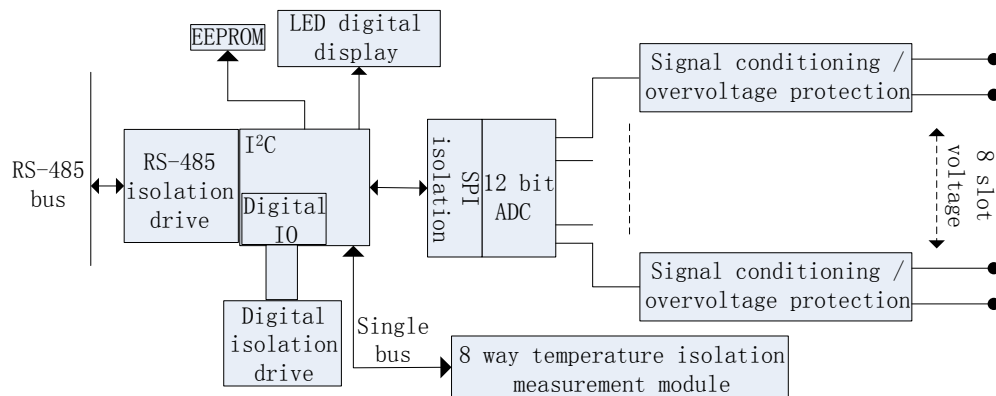 LED digital
display
EEPROM
Signal conditioning /
overvoltage protection
RS-485
bus
RS-485
isolation
drive
I²C
Digital
IO
SPI
isolation
12 bit
ADC
8 slot
voltage
Signal conditioning /
overvoltage protection
Digital
isolation
drive
Single
bus
8 way temperature isolation
measurement module